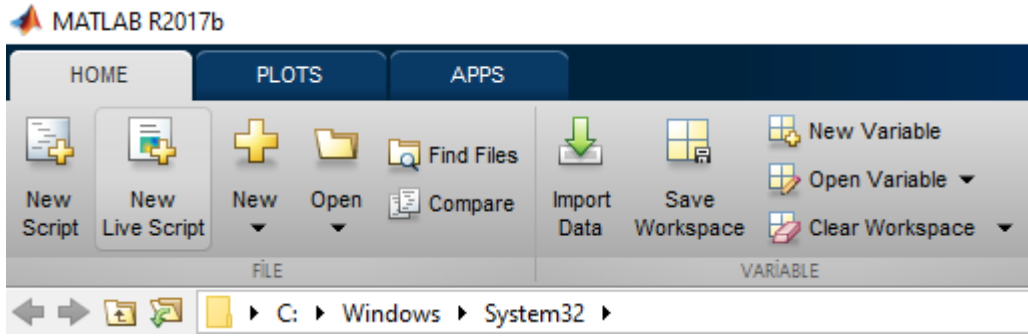 MATLAB R2017b
HOME PLOTS APPS
New Script
New Live Script
New
Open
Find Files
Compare
Import Data
Save Workspace
New Variable
Open Variable
Clear Workspace
FİLE VARİABLE
C: Windows System32